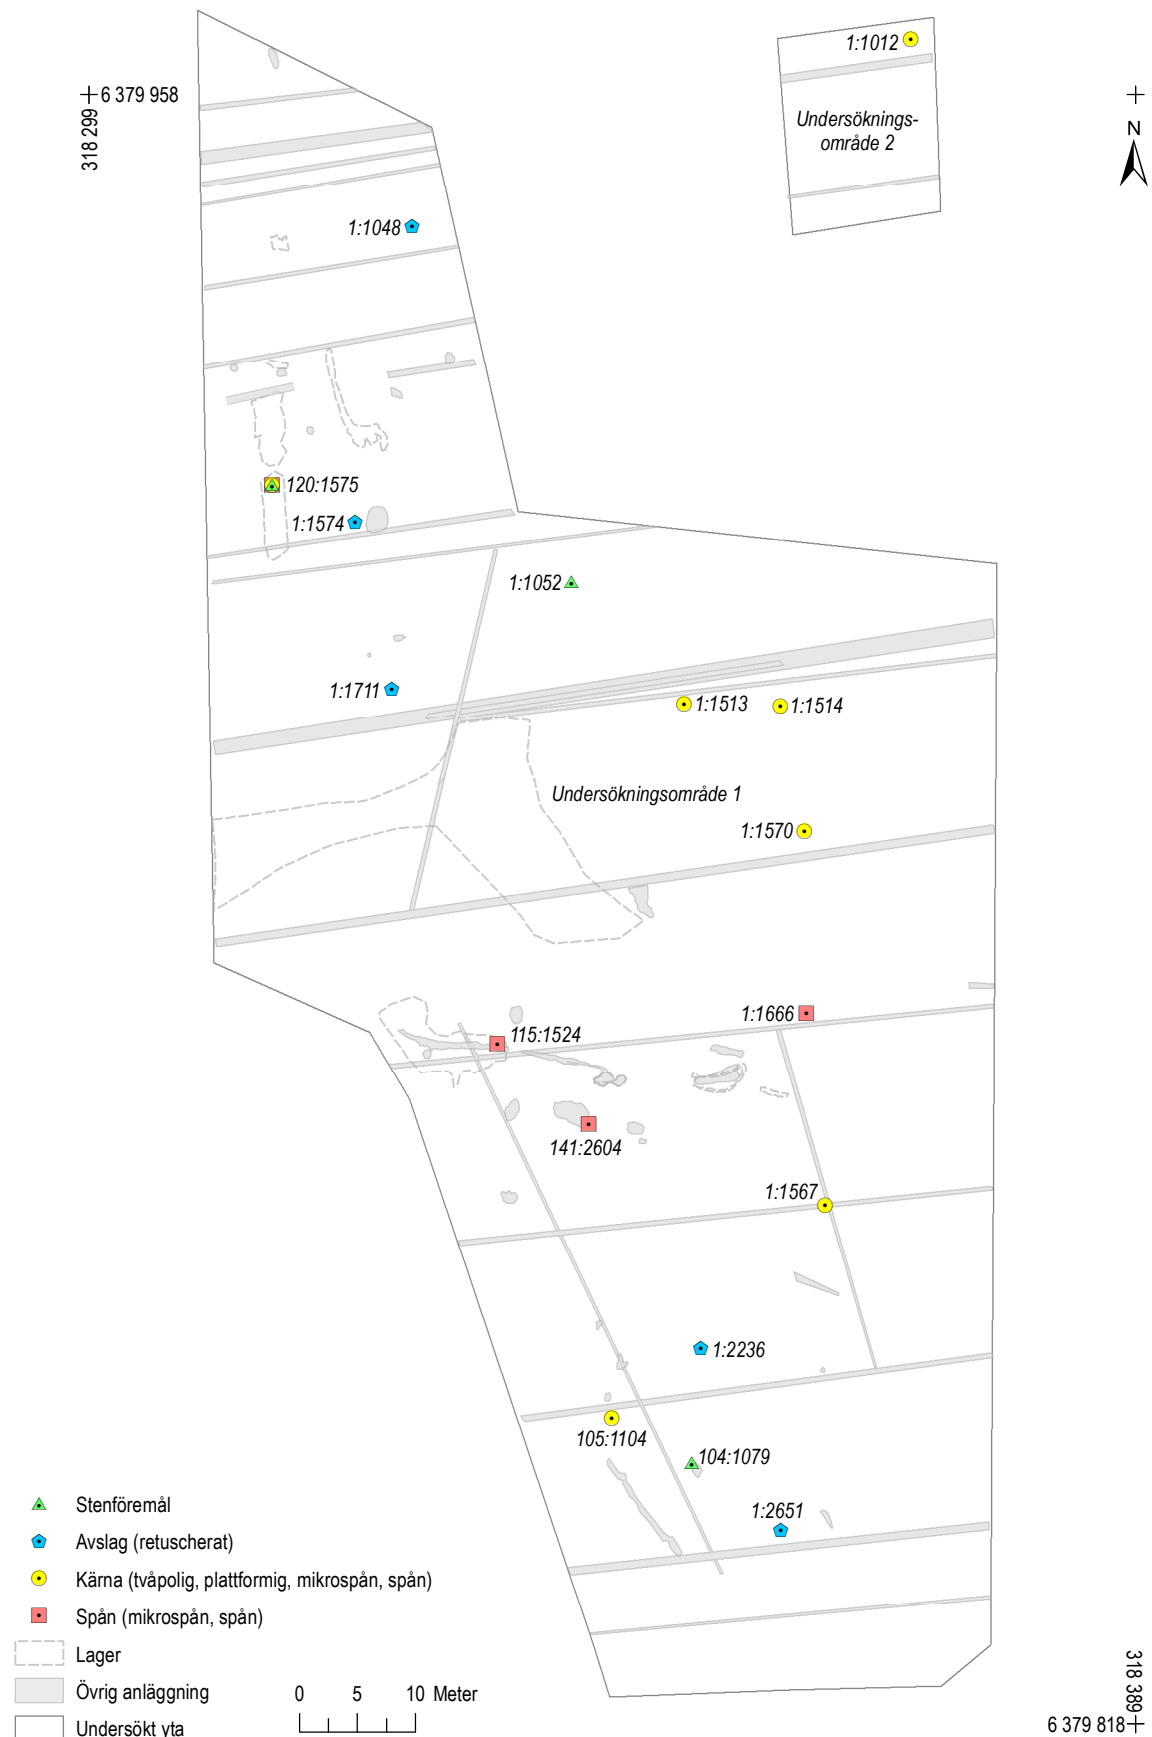 1:1012
6 379 958
318 299
Undersöknings-
område 2
N
1:1048
120:1575
1:1574
1:1052
1:1711
1:1513
1:1514
Undersökningsområde 1
1:1570
1:1666
115:1524
141:2604
1:1567
1:2236
105:1104
104:1079
1:2651
Stenföremål
Avslag (retuscherat)
Kärna (tvåpolig, plattformig, mikrospån, spån)
Spån (mikrospån, spån)
Lager
Övrig anläggning
Undersökt yta
0 5 10 Meter
318 389
6 379 818